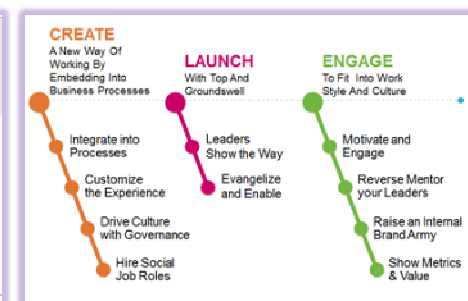 CREATE
A New Way Of
Working By
Embedding Into
Business Processes
Integrate into
Processes
Customize
the Experience
Drive Culture
with Governance
Hire Social
Job Roles
LAUNCH
With Top And
Groundswell
Leaders
Show the Way
Evangelize
and Enable
ENGAGE
To Fit Into Work
Style And Culture
Motivate and
Engage
Reverse Mentor
your Leaders
Raise an Internal
Brand Army
Show Metrics
& Value